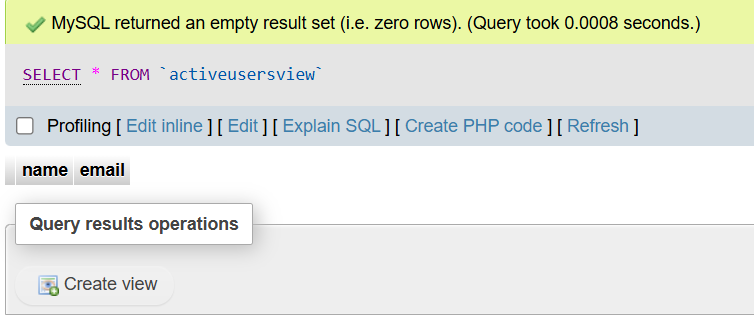 MySQL returned an empty result set (i.e. zero rows). (Query took 0.0008 seconds.)
SELECT * FROM `activeusersview`
Profiling [ Edit inline ] [ Edit ] [ Explain SQL ] [ Create PHP code ] [ Refresh ]
name email
Query results operations
Create view